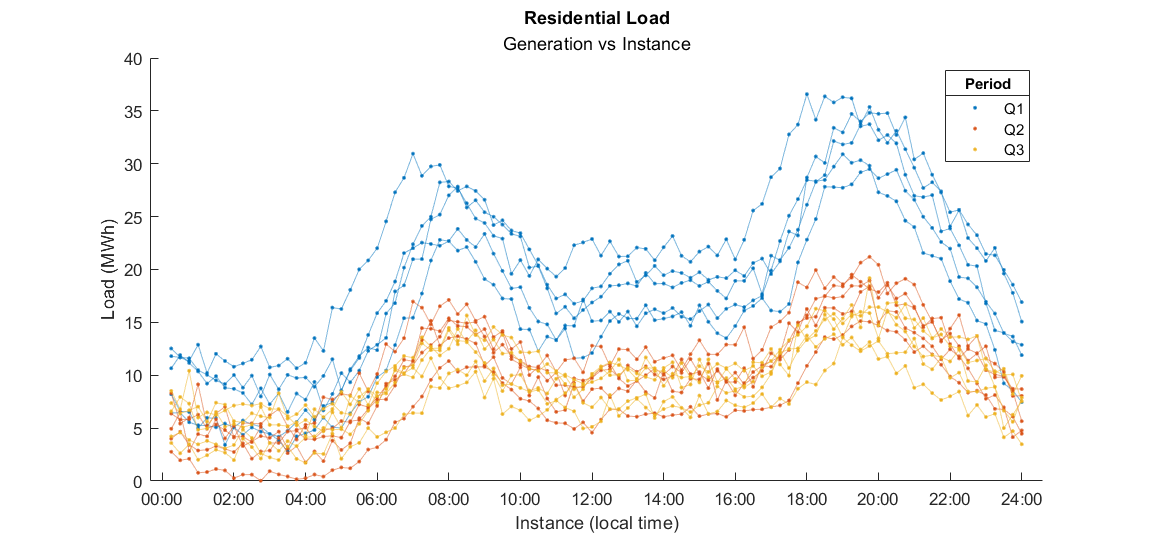 Residential Load
Generation vs Instance
Load (MWh)
40
35
30
25
20
15
10
5
0
00:00 02:00 04:00 06:00 08:00 10:00 12:00 14:00 16:00 18:00 20:00 22:00 24:00
Instance (local time)
Period
Q1
Q2
Q3